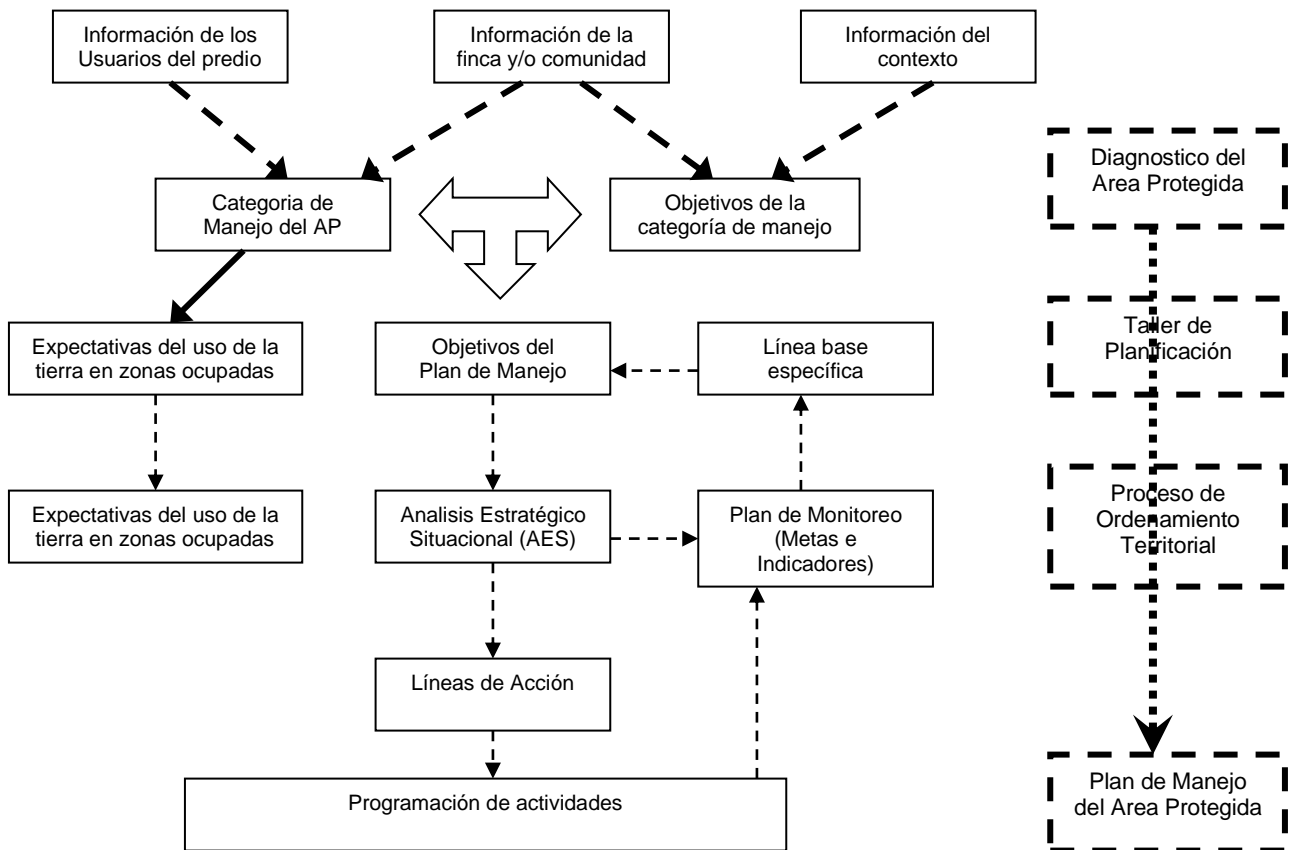 Información de los
Usuarios del predio
Información de la
finca y/o comunidad
Información del
contexto
Diagnostico del
Area Protegida
Categoria de
Manejo del AP
Objetivos de la
categoría de manejo
Expectativas del uso de la
tierra en zonas ocupadas
Objetivos del
Plan de Manejo
Línea base
específica
Taller de
Planificación
Expectativas del uso de la
tierra en zonas ocupadas
Analisis Estratégico
Situacional (AES)
Plan de Monitoreo
(Metas e
Indicadores)
Proceso de
Ordenamiento
Territorial
Líneas de Acción
Programación de actividades
Plan de Manejo
del Area Protegida